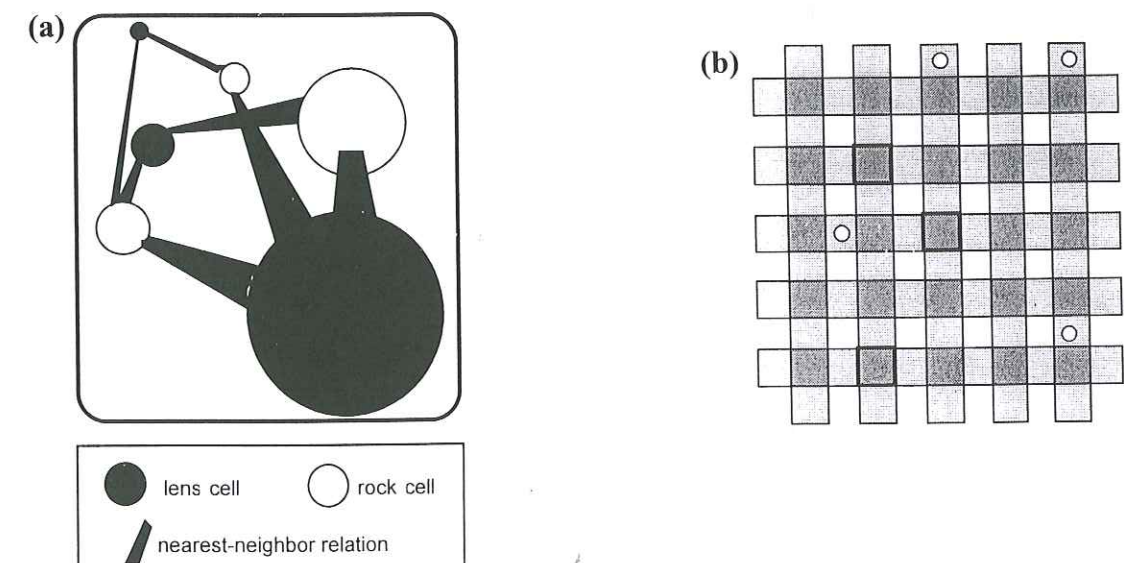 (a)
(b)
lens cell
rock cell
nearest-neighbor relation